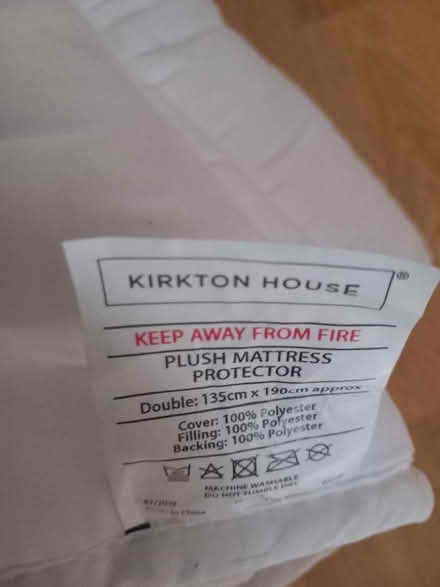 KIRKTON HOUSE ®
KEEP AWAY FROM FIRE
PLUSH MATTRESS
PROTECTOR
Double: 135cm x 190cm approx
Cover: 100% Polyester
Filling: 100% Polyester
Backing: 100% Polyester
MACHINE WASHABLE
DO NOT TUMBLE DRY